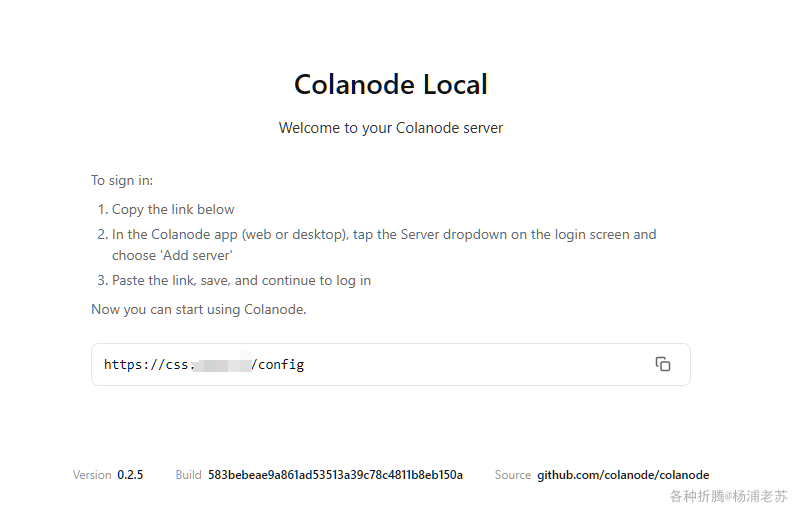 Colanode Local
Welcome to your Colanode server
To sign in:
1. Copy the link below
2. In the Colanode app (web or desktop), tap the Server dropdown on the login screen and
choose 'Add server'
3. Paste the link, save, and continue to log in
Now you can start using Colanode.
https://css. /config
Version 0.2.5 Build 583bebeae9a861ad53513a39c78c4811b8eb150a Source github.com/colanode/colanode
各种折腾@杨浦老苏